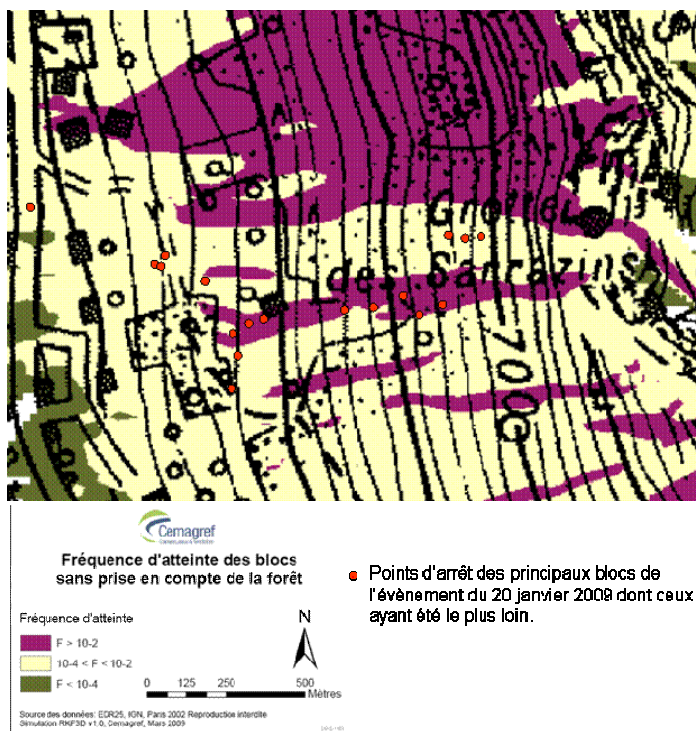 Grottes
des Sarrazins
700
Cemagref
Fréquence d'atteinte des blocs
sans prise en compte de la forêt
Fréquence d'atteinte
F > 10-2
10-4 < F < 10-2
F < 10-4
N
0 125 250 500
Mètres
Source des données: EDR25, IGN, Paris 2002 Reproduction interdite
Simulation RKF3D v1.0, Cemagref, Mars 2009
Points d'arrêt des principaux blocs de
l'évènement du 20 janvier 2009 dont ceux
ayant été le plus loin.